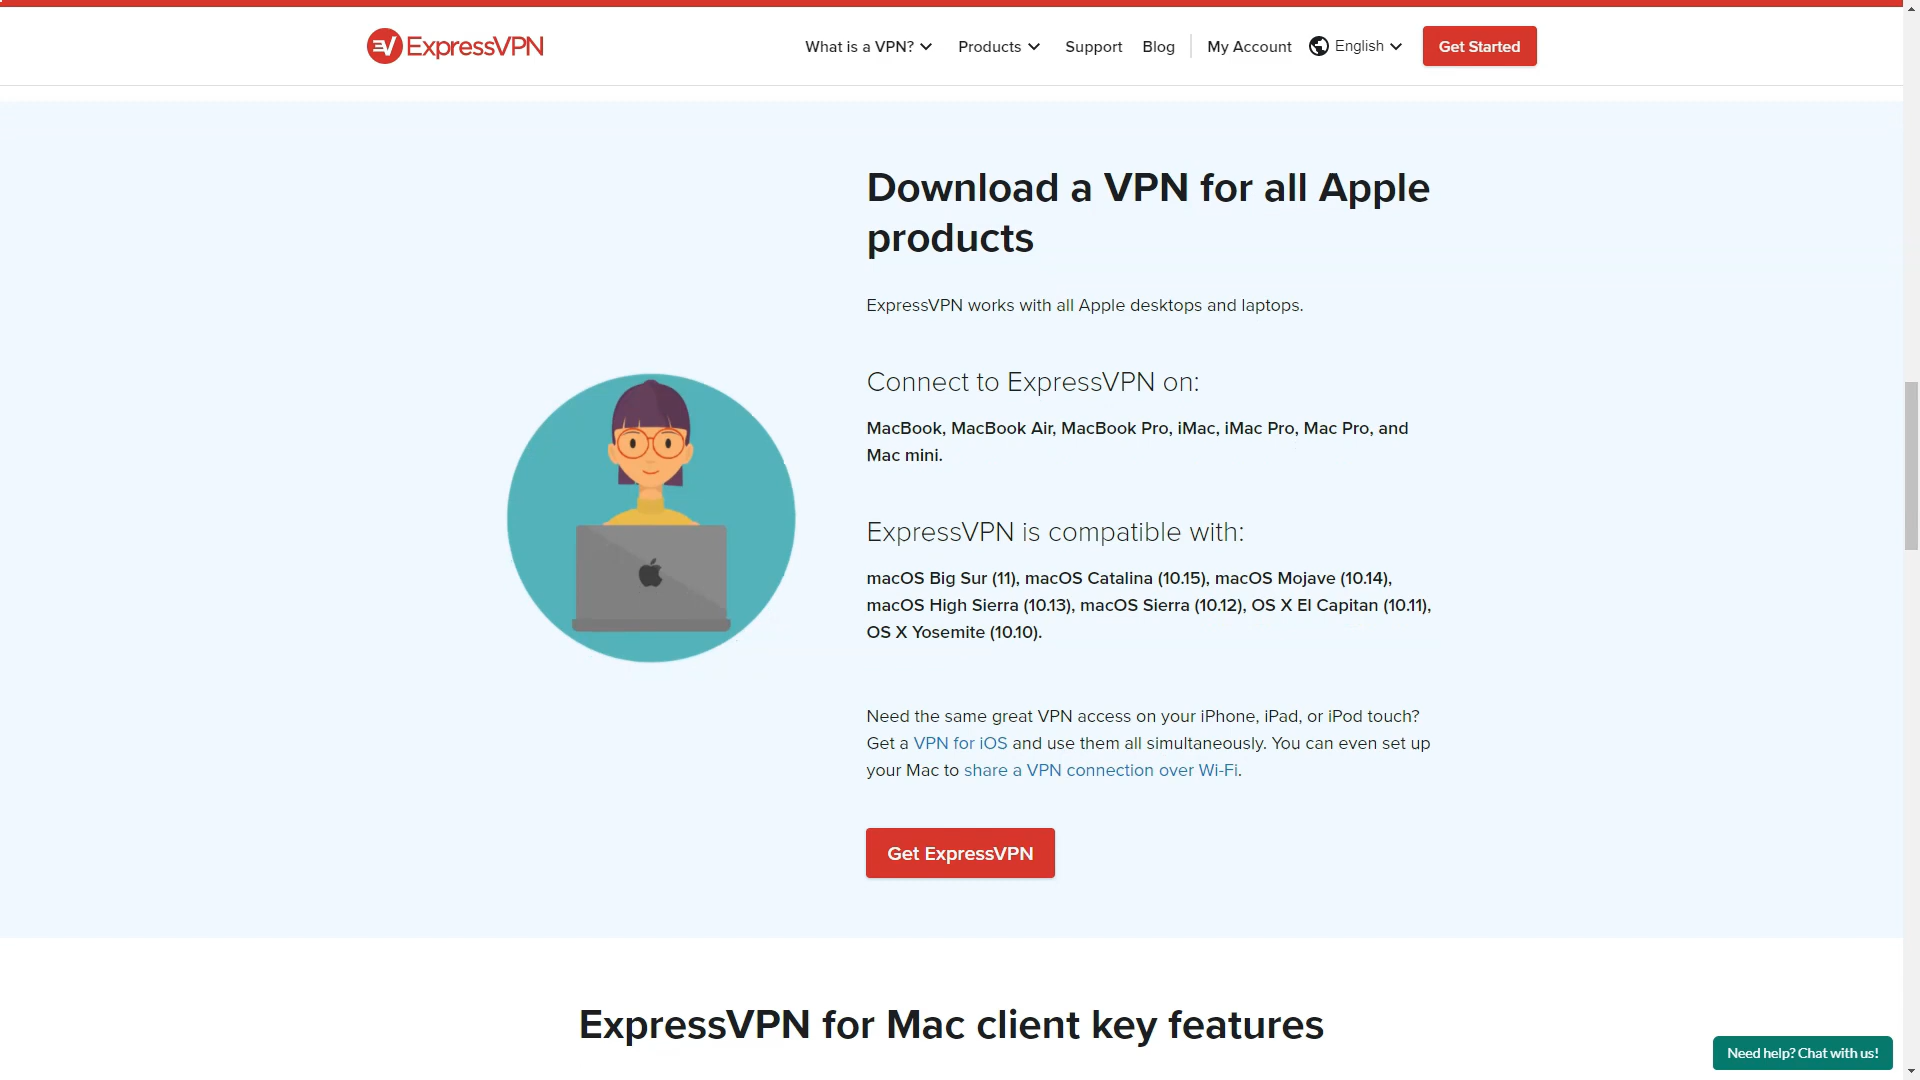 ExpressVPN
What is a VPN?
Products
Support
Blog
My Account
English
Get Started
Download a VPN for all Apple
products
ExpressVPN works with all Apple desktops and laptops.
Connect to ExpressVPN on:
MacBook, MacBook Air, MacBook Pro, iMac, iMac Pro, Mac Pro, and
Mac mini.
ExpressVPN is compatible with:
macOS Big Sur (11), macOS Catalina (10.15), macOS Mojave (10.14),
macOS High Sierra (10.13), macOS Sierra (10.12), OS X El Capitan (10.11),
OS X Yosemite (10.10).
Need the same great VPN access on your iPhone, iPad, or iPod touch?
Get a VPN for iOS and use them all simultaneously. You can even set up
your Mac to share a VPN connection over Wi-Fi.
Get ExpressVPN
ExpressVPN for Mac client key features
Need help? Chat with us!